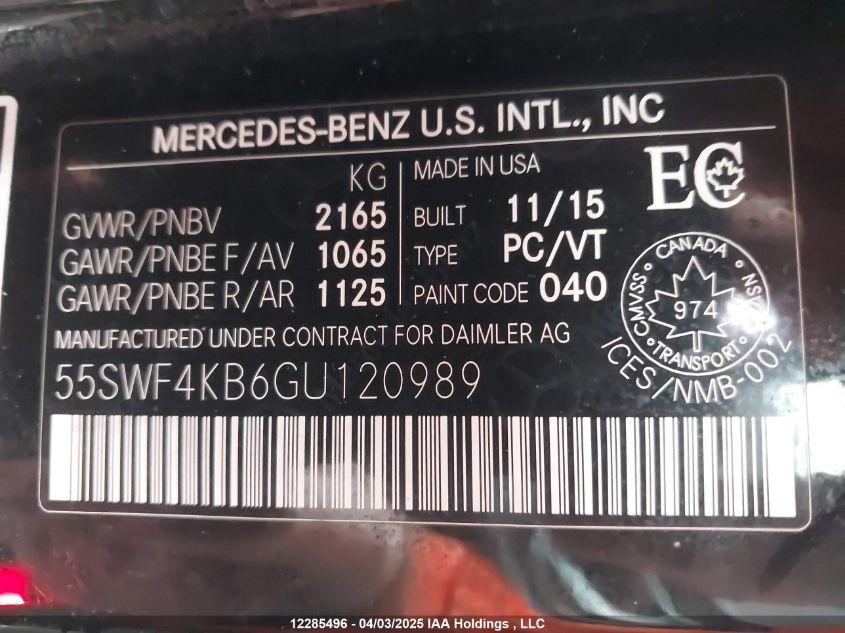 MERCEDES-BENZ U.S. INTL., INC
KG
GVWR/PNBV 2165
GAWR/PNBE F/AV 1065
GAWR/PNBE R/AR 1125
MADE IN USA
BUILT 11/15
TYPE PC/VT
PAINT CODE 040
EC
CANADA
CMVSS 974 NSVAC
TRANSPORT
ICES/NMB-002
MANUFACTURED UNDER CONTRACT FOR DAIMLER AG
55SWF4KB6GU120989
12285496 - 04/03/2025 IAA Holdings , LLC